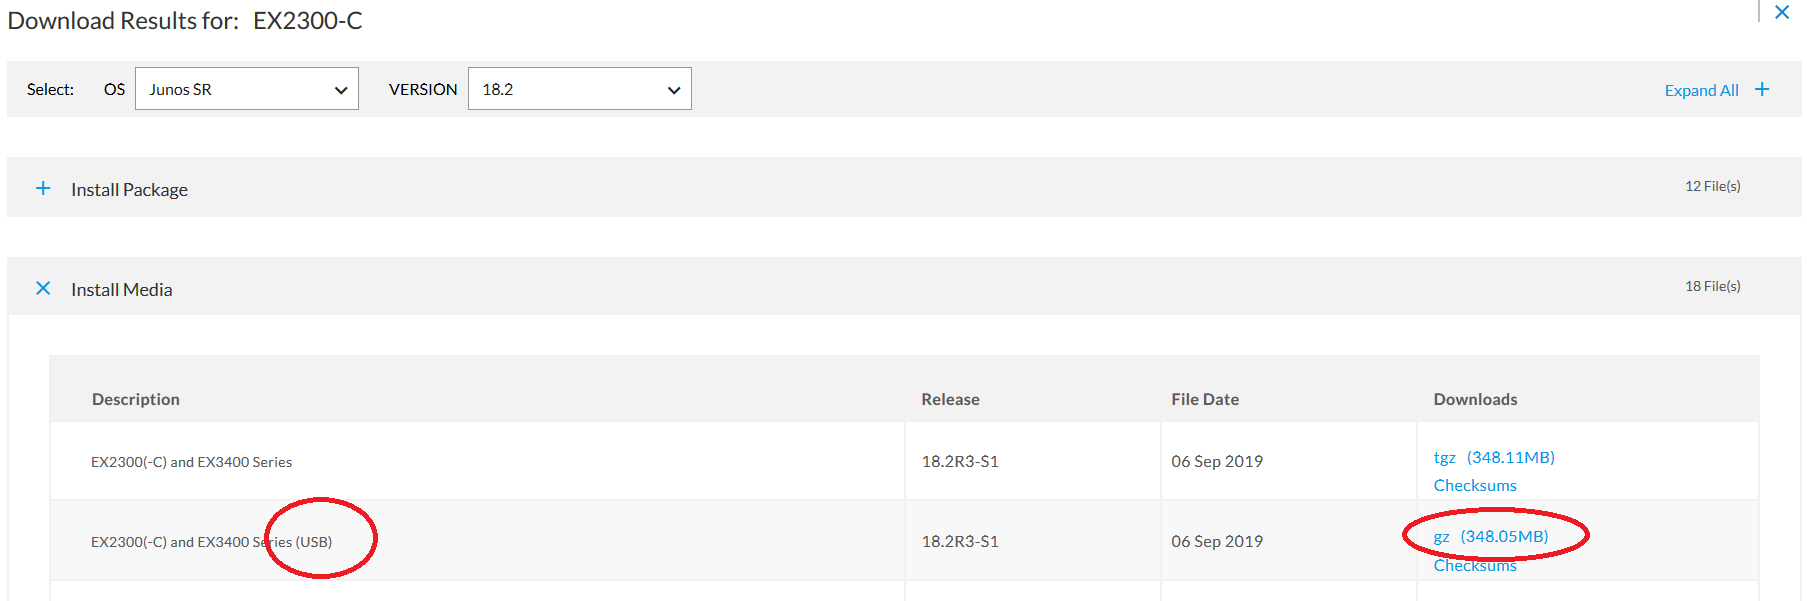 Download Results for: EX2300-C
Select: OS Junos SR VERSION 18.2 Expand All
Install Package 12 File(s)
Install Media 18 File(s)
Description Release File Date Downloads
EX2300(-C) and EX3400 Series 18.2R3-S1 06 Sep 2019 tgz (348.11MB)
Checksums
EX2300(-C) and EX3400 Series (USB) 18.2R3-S1 06 Sep 2019 gz (348.05MB)
Checksums